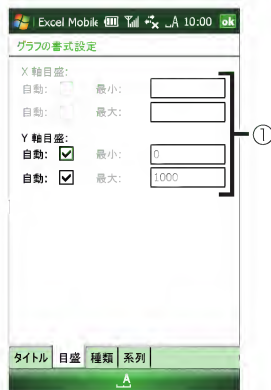 Excel Mobile A 10:00 ok
グラフの書式設定
X 軸目盛:
自動: 最小:
自動: 最大:
Y 軸目盛:
自動: 最小: 0
自動: 最大: 1000
①
タイトル 目盛 種類 系列
A